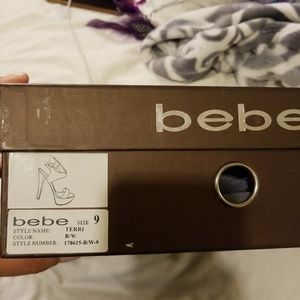 bebe
bebe SIZE 9
STYLE NAME: TERRI
COLOR: B/W
STYLE NUMBER: 178615-B/W-9